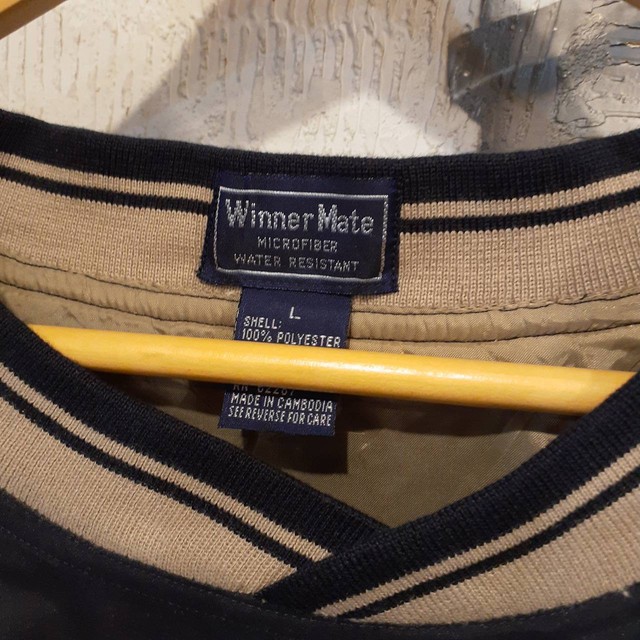 Winner Mate
MICROFIBER
WATER RESISTANT
L
SHELL:
100% POLYESTER
MADE IN CAMBODIA
SEE REVERSE FOR CARE